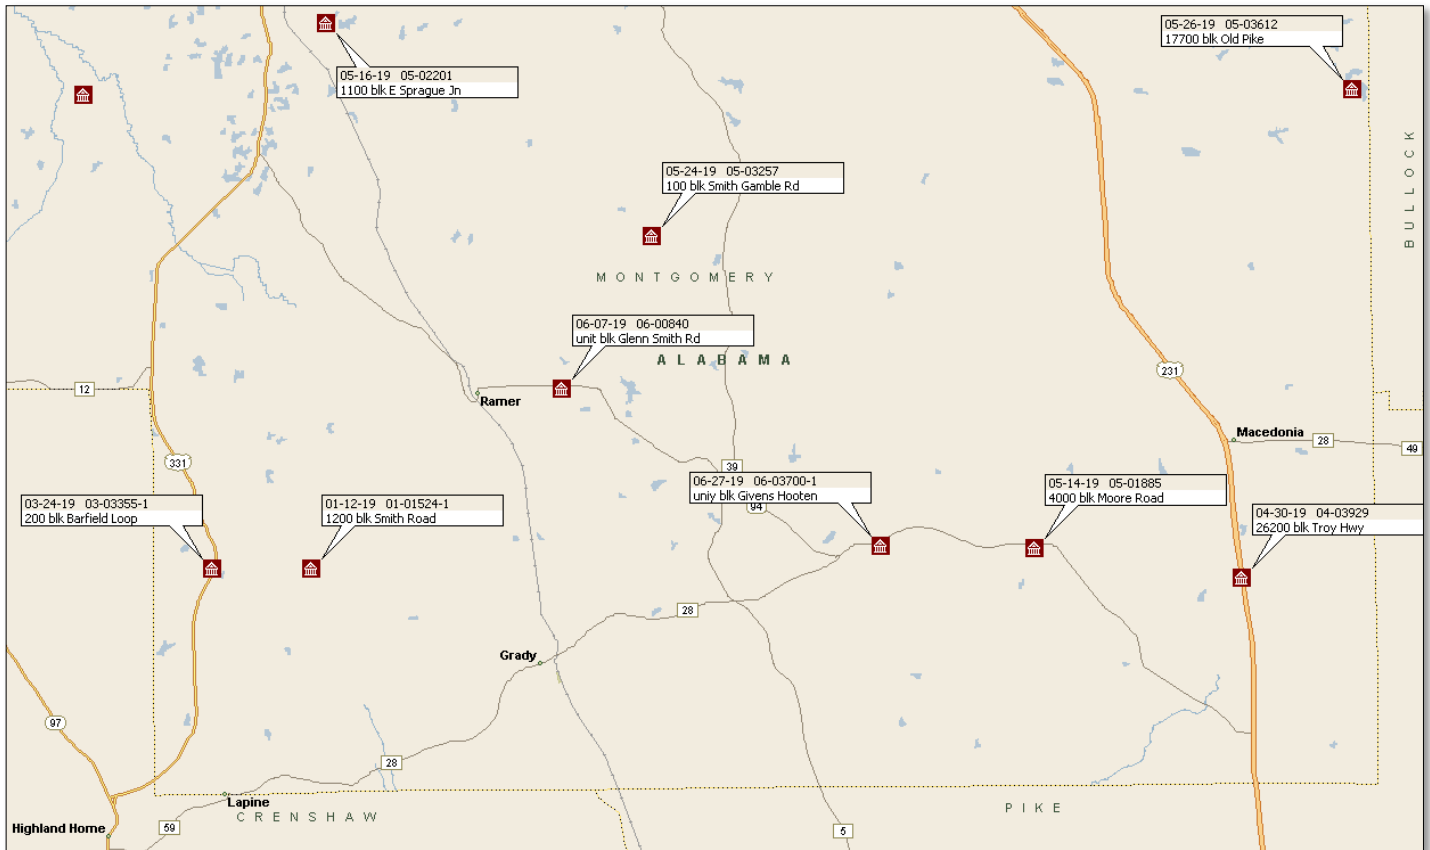 05-26-19 05-03612
17700 blk Old Pike
05-16-19 05-02201
1100 blk E Sprague Jn
BULLOCK
05-24-19 05-03257
100 blk Smith Gamble Rd
MONTGOMERY
06-07-19 06-00840
unit blk Glenn Smith Rd
ALABAMA
231
12
Ramer
Macedonia
28
49
331
39
06-27-19 06-03700-1
uniy blk Givens Hooten
94
05-14-19 05-01885
4000 blk Moore Road
03-24-19 03-03355-1
200 blk Barfield Loop
01-12-19 01-01524-1
1200 blk Smith Road
04-30-19 04-03929
26200 blk Troy Hwy
28
Grady
97
28
Lapine
CRENSHAW
PIKE
Highland Home
59
5